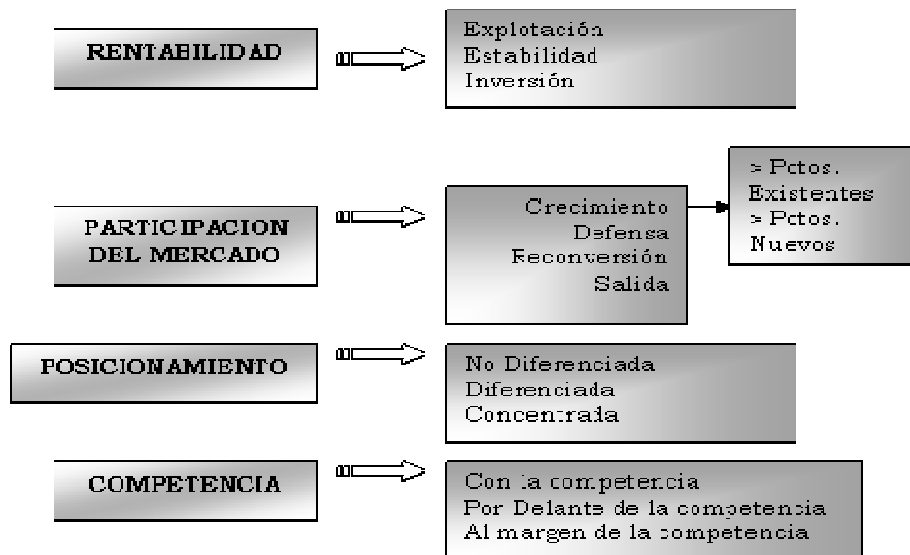 RENTABILIDAD
Explotación
Estabilidad
Inversión
PARTICIPACION
DEL MERCADO
Crecimiento
Defensa
Reconversión
Salida
> Pctos.
Existentes
> Pctos.
Nuevos
POSICIONAMIENTO
No Diferenciada
Diferenciada
Concentrada
COMPETENCIA
Con la competencia
Por Delante de la competencia
Al margen de la competencia